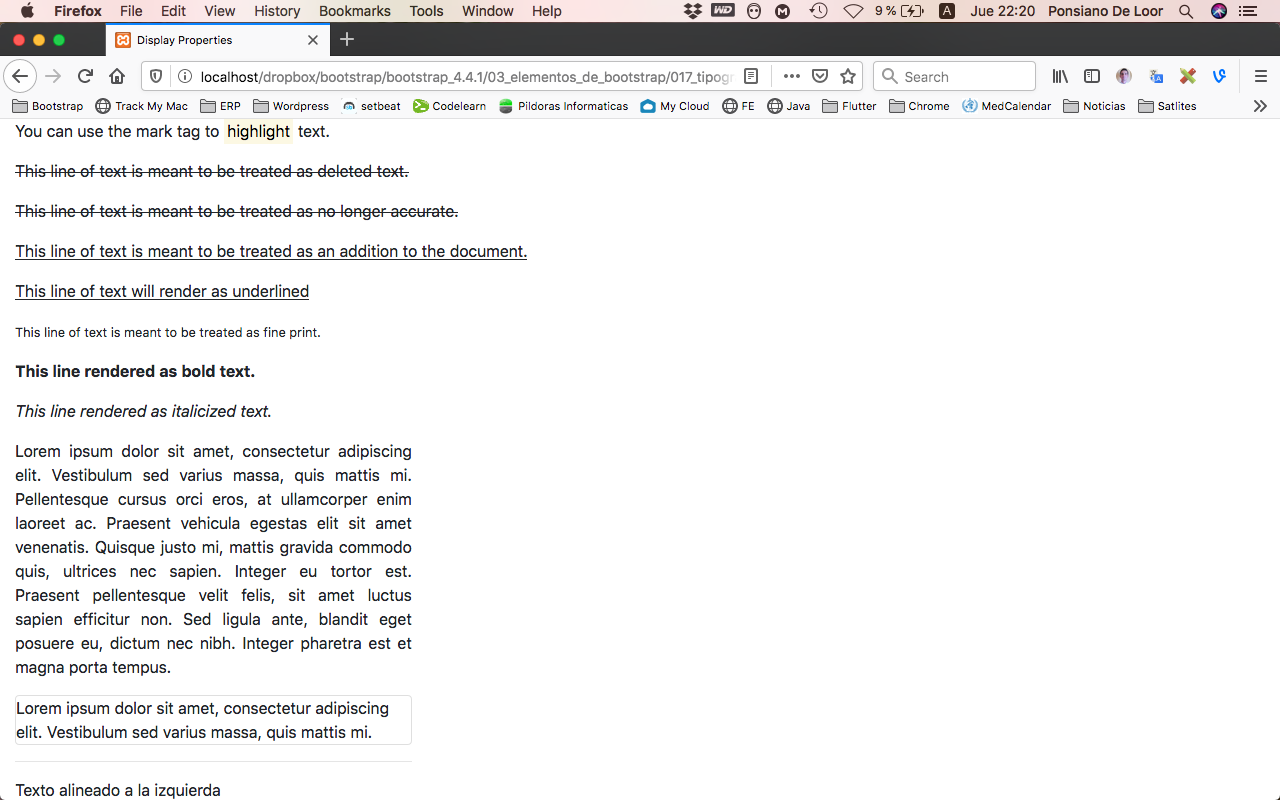 Firefox File Edit View History Bookmarks Tools Window Help WD M 9 % A Jue 22:20 Ponsiano De Loor
Display Properties
localhost/dropbox/bootstrap/bootstrap_4.4.1/03_elementos_de_bootstrap/017_tipogr Search
Bootstrap Track My Mac ERP Wordpress setbeat Codelearn Pildoras Informaticas My Cloud FE Java Flutter Chrome MedCalendar Noticias Satlites
You can use the mark tag to highlight text.
This line of text is meant to be treated as deleted text.
This line of text is meant to be treated as no longer accurate.
This line of text is meant to be treated as an addition to the document.
This line of text will render as underlined
This line of text is meant to be treated as fine print.
This line rendered as bold text.
This line rendered as italicized text.
Lorem ipsum dolor sit amet, consectetur adipiscing
elit. Vestibulum sed varius massa, quis mattis mi.
Pellentesque cursus orci eros, at ullamcorper enim
laoreet ac. Praesent vehicula egestas elit sit amet
venenatis. Quisque justo mi, mattis gravida commodo
quis, ultrices nec sapien. Integer eu tortor est.
Praesent pellentesque velit felis, sit amet luctus
sapien efficitur non. Sed ligula ante, blandit eget
posuere eu, dictum nec nibh. Integer pharetra est et
magna porta tempus.
Lorem ipsum dolor sit amet, consectetur adipiscing
elit. Vestibulum sed varius massa, quis mattis mi.
Texto alineado a la izquierda